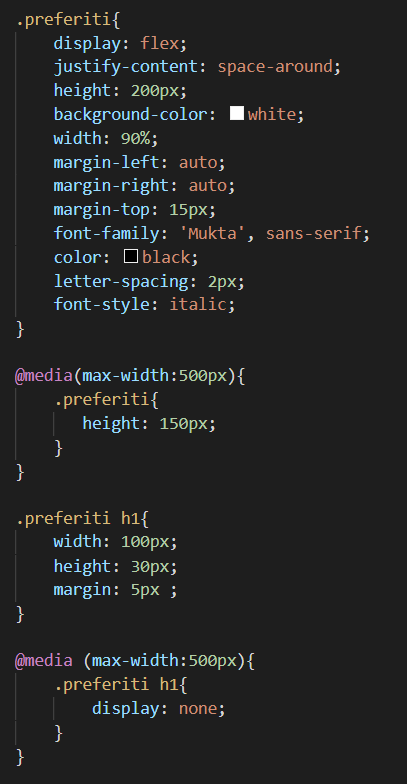 .preferiti{
display: flex;
justify-content: space-around;
height: 200px;
background-color: white;
width: 90%;
margin-left: auto;
margin-right: auto;
margin-top: 15px;
font-family: 'Mukta', sans-serif;
color: black;
letter-spacing: 2px;
font-style: italic;
}
@media(max-width:500px){
.preferiti{
height: 150px;
}
}
.preferiti h1{
width: 100px;
height: 30px;
margin: 5px ;
}
@media (max-width:500px){
.preferiti h1{
display: none;
}
}